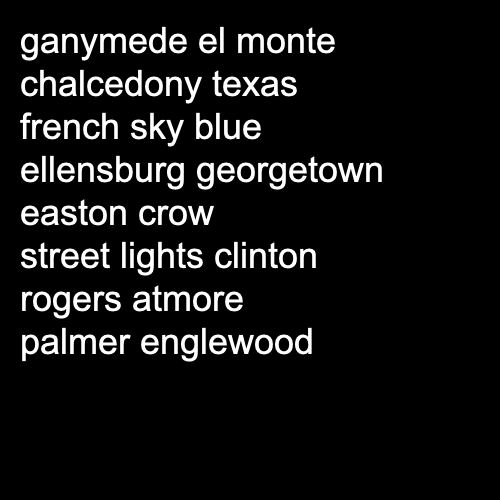 ganymede el monte
chalcedony texas
french sky blue
ellensburg georgetown
easton crow
street lights clinton
rogers atmore
palmer englewood